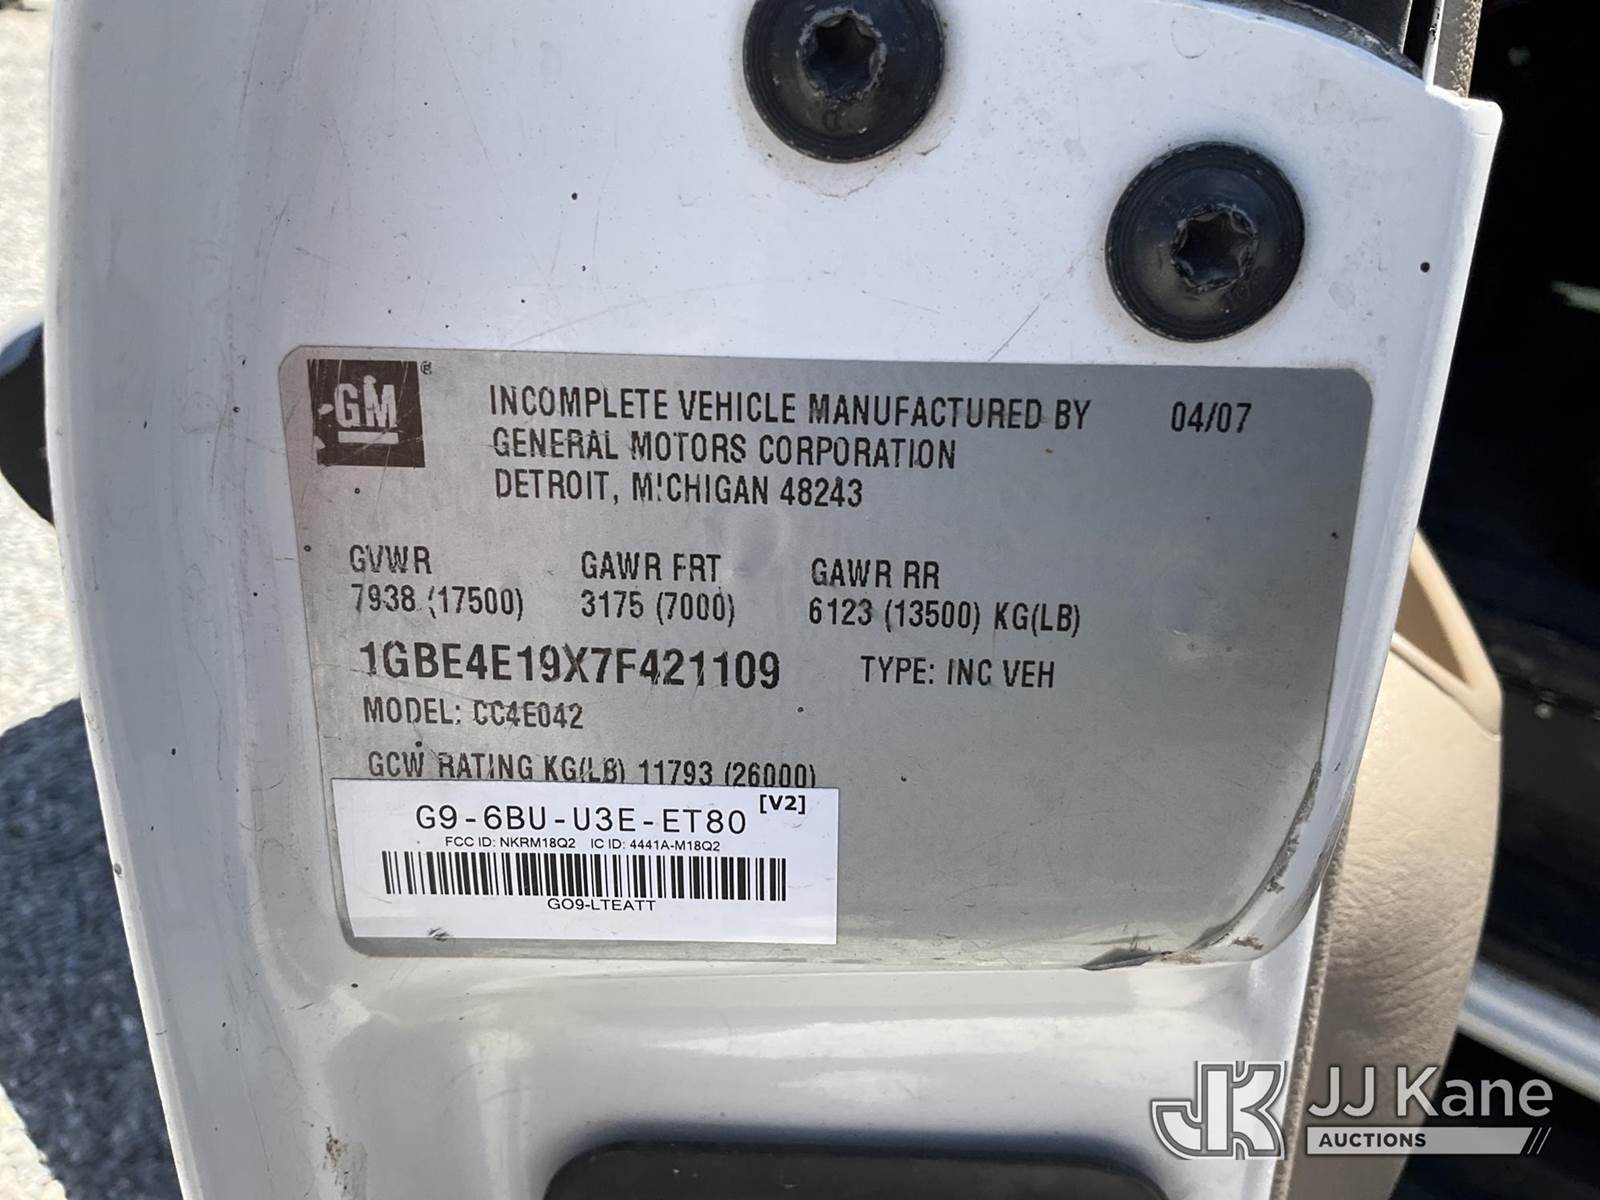 GM ®
INCOMPLETE VEHICLE MANUFACTURED BY 04/07
GENERAL MOTORS CORPORATION
DETROIT, MICHIGAN 48243
GVWR GAWR FRT GAWR RR
7938 (17500) 3175 (7000) 6123 (13500) KG(LB)
1GBE4E19X7F421109 TYPE: INC VEH
MODEL: CC4E042
GCW RATING KG(LB) 11793 (26000)
G9-6BU-U3E-ET80 [V2]
FCC ID: NKRM18Q2 IC ID: 4441A-M18Q2
GO9-LTEATT
JK JJ Kane
AUCTIONS